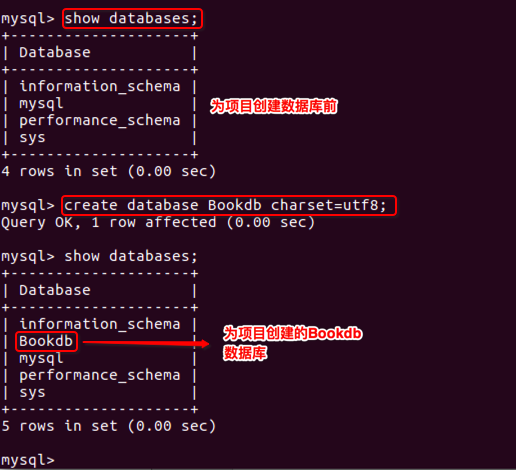 mysql> show databases;
+--------------------+
| Database           |
+--------------------+
| information_schema |
| mysql              |
| performance_schema |
| sys                |
+--------------------+
4 rows in set (0.00 sec)
为项目创建数据库前
mysql> create database Bookdb charset=utf8;
Query OK, 1 row affected (0.00 sec)
mysql> show databases;
+--------------------+
| Database           |
+--------------------+
| information_schema |
| Bookdb             |
| mysql              |
| performance_schema |
| sys                |
+--------------------+
5 rows in set (0.00 sec)
为项目创建的Bookdb
数据库
mysql>